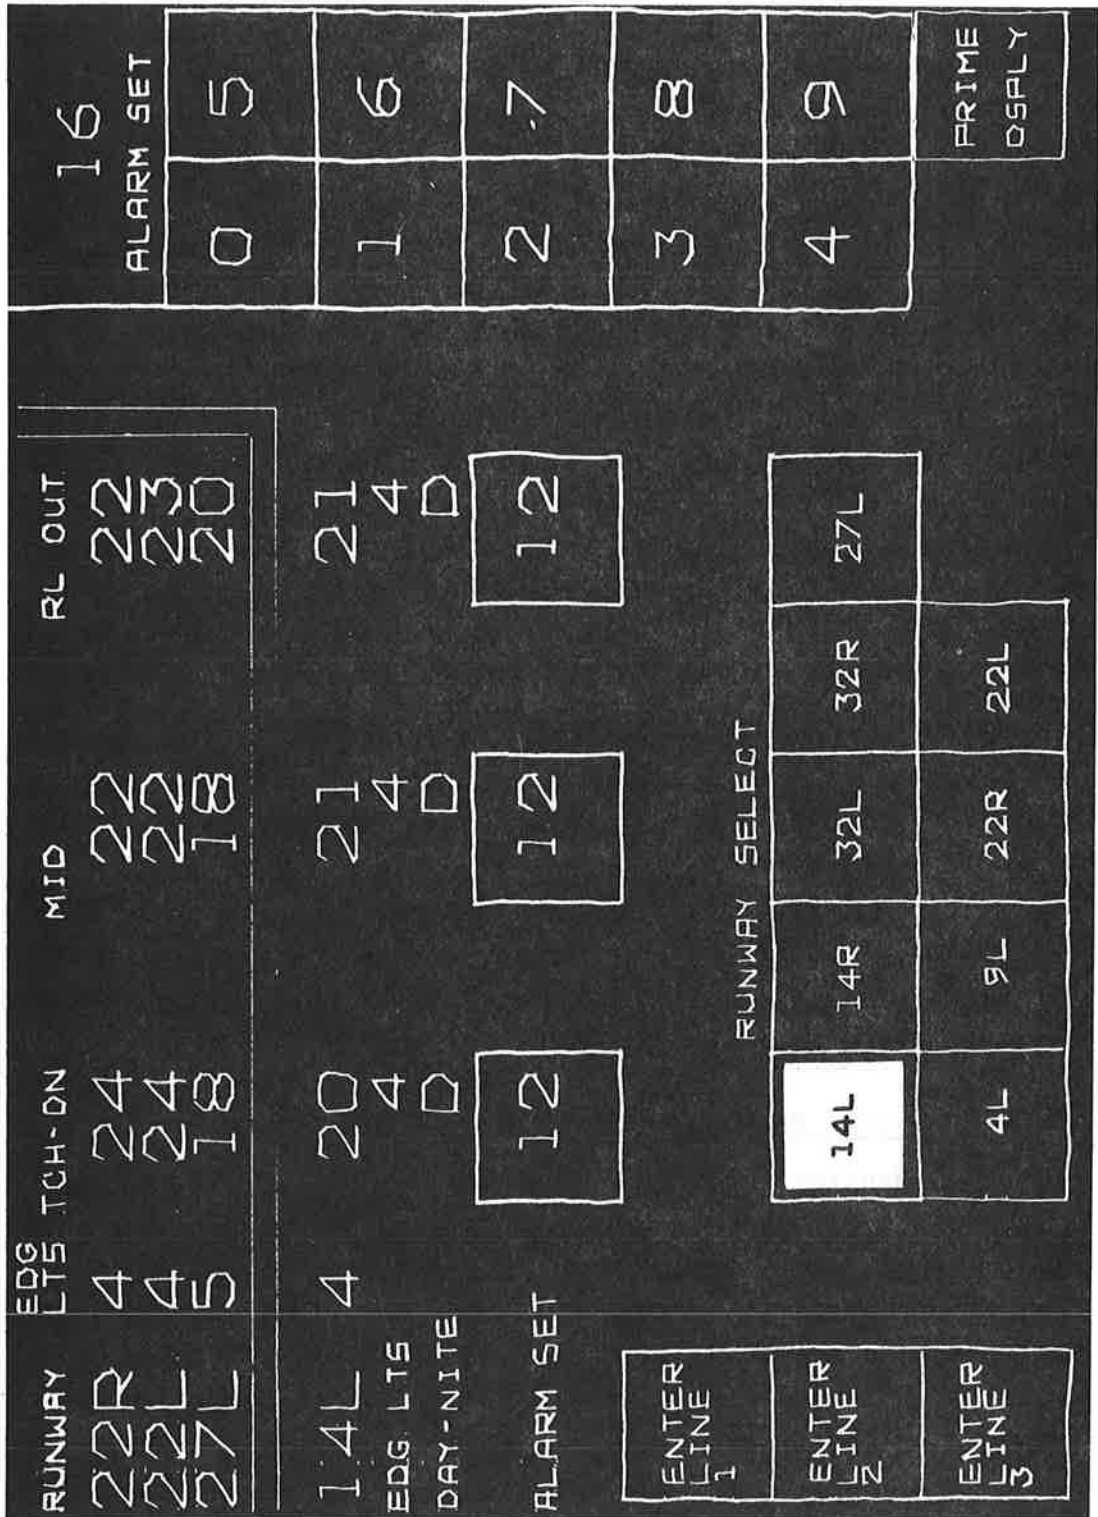 RUNWAY EDG LTS TCH-DN MID RL OUT
22R 4 24 22 22
22L 4 24 22 23
27L 5 18 18 20
14L 4 20 21 21
EDG LTS 4 4 4
DAY-NITE D D D
ALARM SET 12 12 12
ENTER LINE 1
ENTER LINE 2
ENTER LINE 3
RUNWAY SELECT
14L 14R 32L 32R 27L
4L 9L 22R 22L
16
ALARM SET
0 5
1 6
2 7
3 8
4 9
PRIME
DSPLY